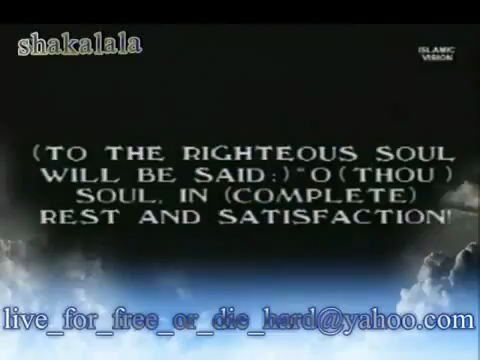 shakalala
ISLAMIC
VISION
(TO THE RIGHTEOUS SOUL
WILL BE SAID:)"O(THOU)
SOUL, IN (COMPLETE)
REST AND SATISFACTION!
live_for_free_or_die_hard@yahoo.com